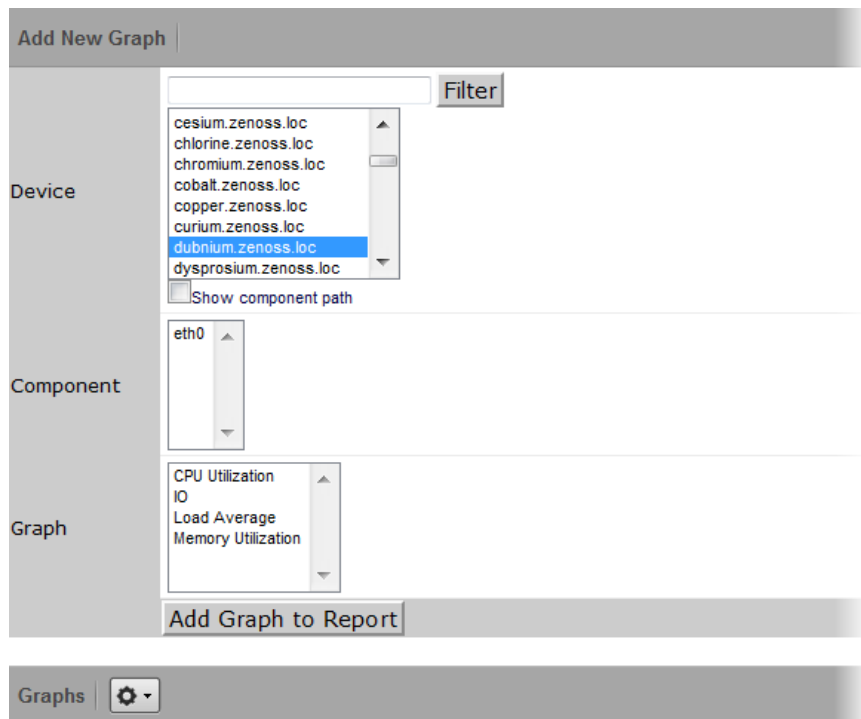 Add New Graph
Filter
Device
cesium.zenoss.loc
chlorine.zenoss.loc
chromium.zenoss.loc
cobalt.zenoss.loc
copper.zenoss.loc
curium.zenoss.loc
dubnium.zenoss.loc
dysprosium.zenoss.loc
Show component path
Component
eth0
Graph
CPU Utilization
IO
Load Average
Memory Utilization
Add Graph to Report
Graphs